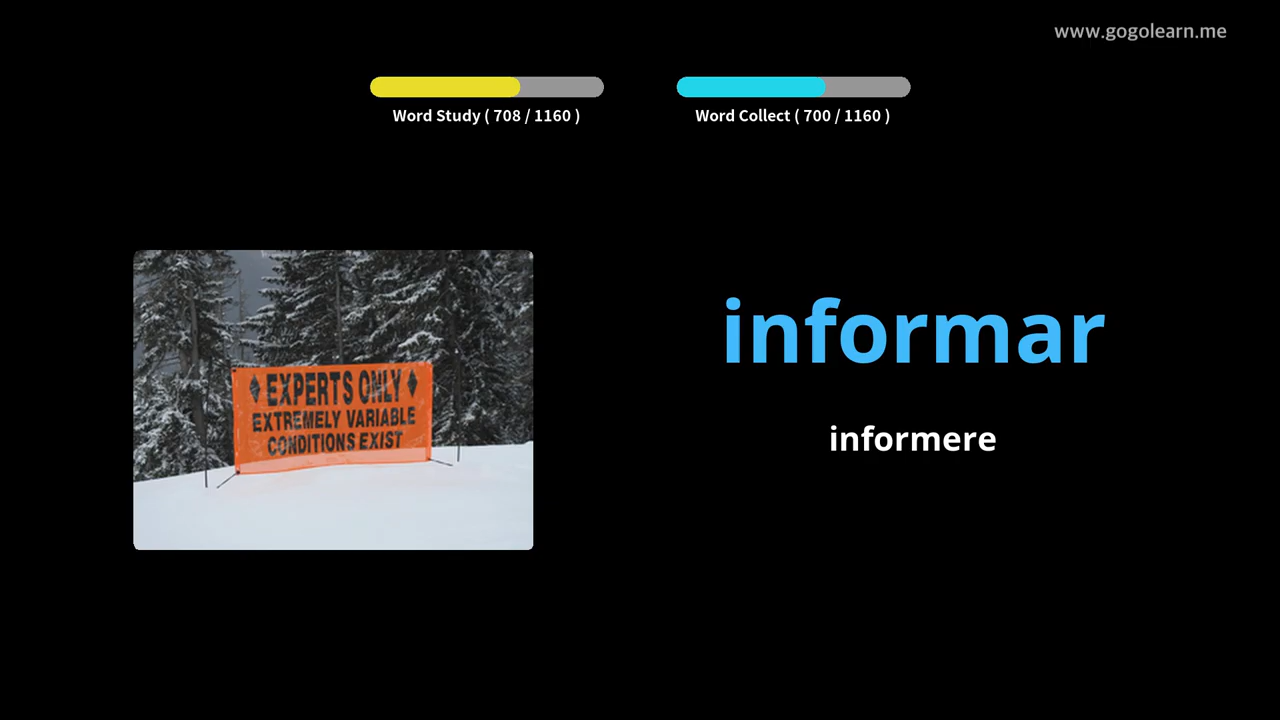 www.gogolearn.me
Word Study ( 708 / 1160 )
Word Collect ( 700 / 1160 )
EXPERTS ONLY
EXTREMELY VARIABLE
CONDITIONS EXIST
informar
informere